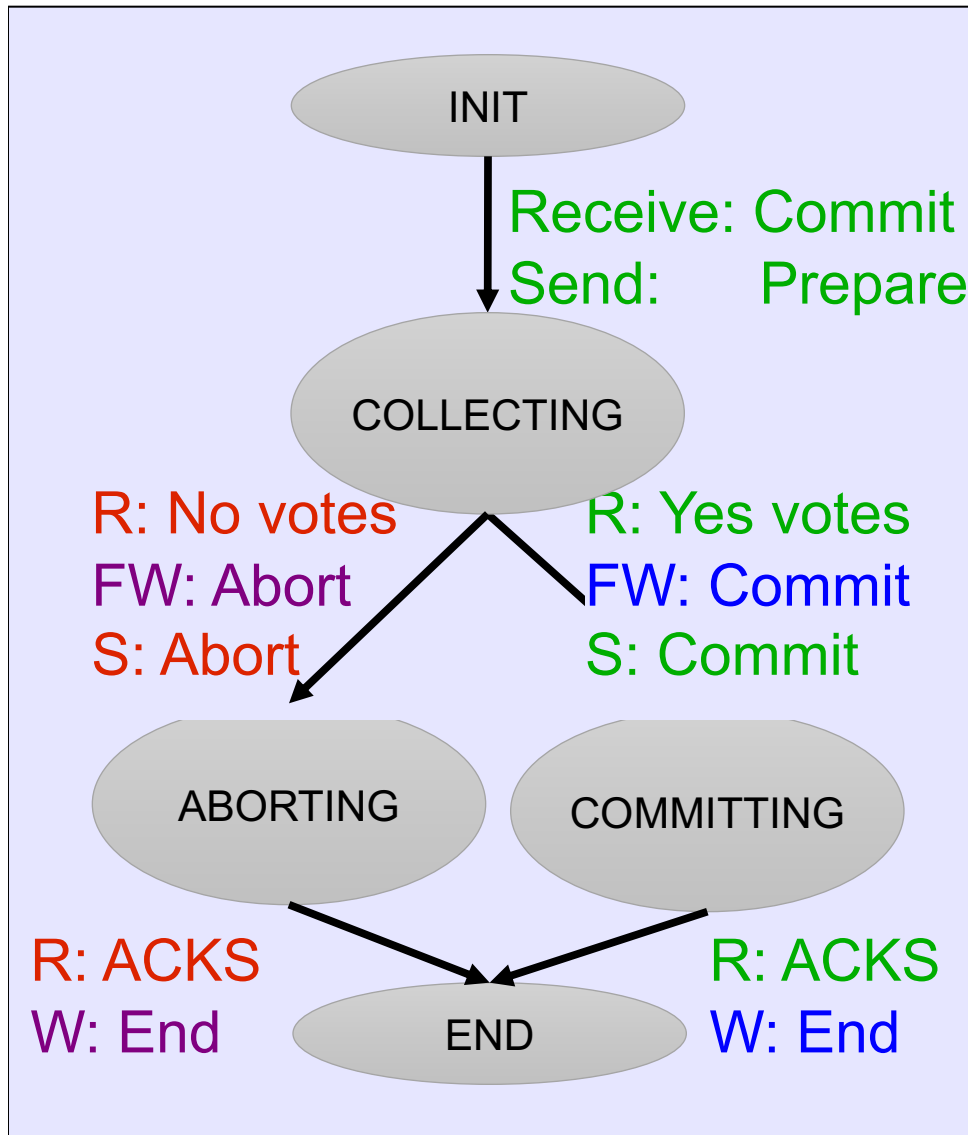 INIT
Receive: Commit
Send: Prepare
COLLECTING
R: No votes
FW: Abort
S: Abort
R: Yes votes
FW: Commit
S: Commit
ABORTING
COMMITTING
R: ACKS
W: End
R: ACKS
W: End
END